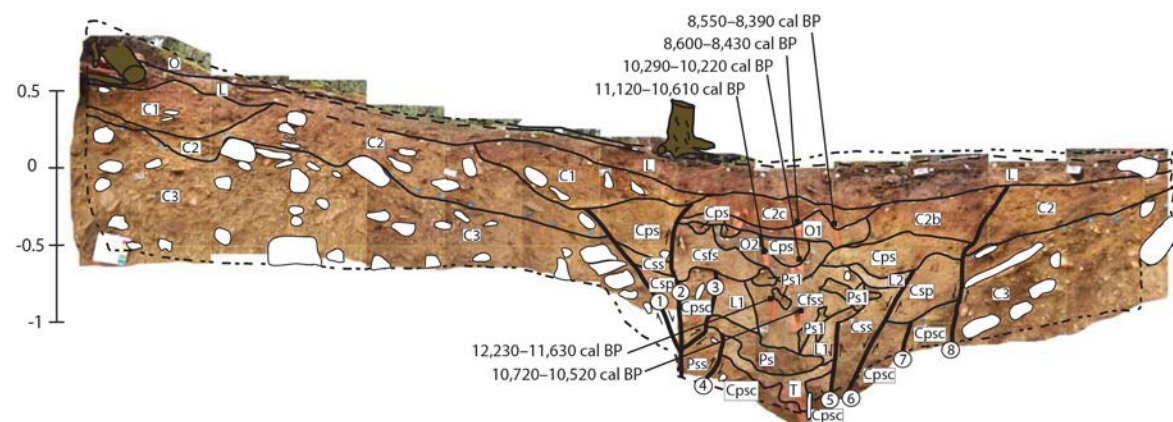 8,550–8,390 cal BP
8,600–8,430 cal BP
10,290–10,220 cal BP
11,120–10,610 cal BP
0.5
0
-0.5
-1
O
L
C1
C2
C3
C2
C3
C1
L
Cps
Css
Csp
1
2
3
Cpsc
Pss
4
Cpsc
Cps
Csfs
O2
C2c
Cps
O1
Ps1
L1
Cfss
Ps1
Ps1
L1
Ps
T
Cpsc
5
6
C2b
Cps
L2
Csp
Css
Cpsc
7
Cpsc
8
L
C2
C3
12,230–11,630 cal BP
10,720–10,520 cal BP